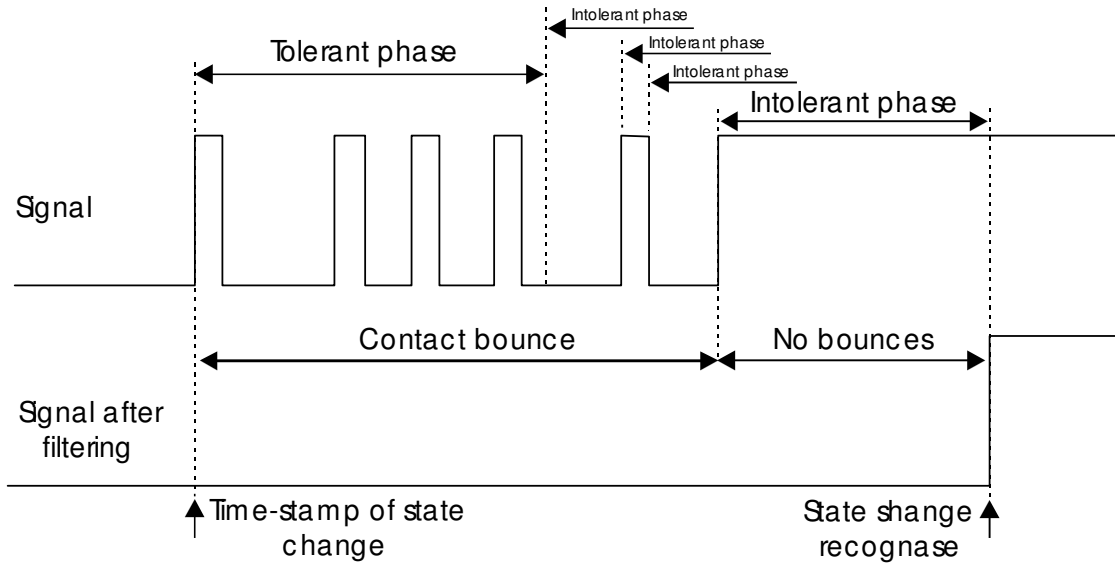 Intolerant phase
Tolerant phase
Intolerant phase
Intolerant phase
Intolerant phase
Signal
Contact bounce
No bounces
Signal after
filtering
Time-stamp of state
change
State shange
recognase